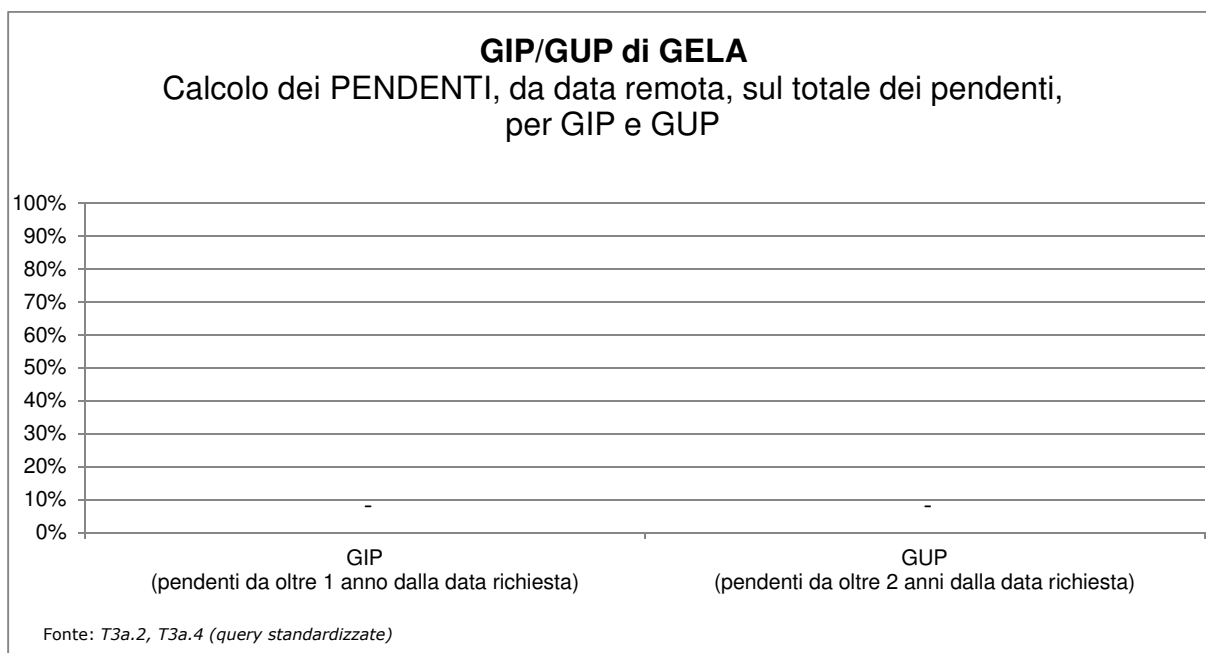 GIP/GUP di GELA
Calcolo dei PENDENTI, da data remota, sul totale dei pendenti,
per GIP e GUP
100%
90%
80%
70%
60%
50%
40%
30%
20%
10%
0%
-
-
GIP
(pendenti da oltre 1 anno dalla data richiesta)
GUP
(pendenti da oltre 2 anni dalla data richiesta)
Fonte: T3a.2, T3a.4 (query standardizzate)